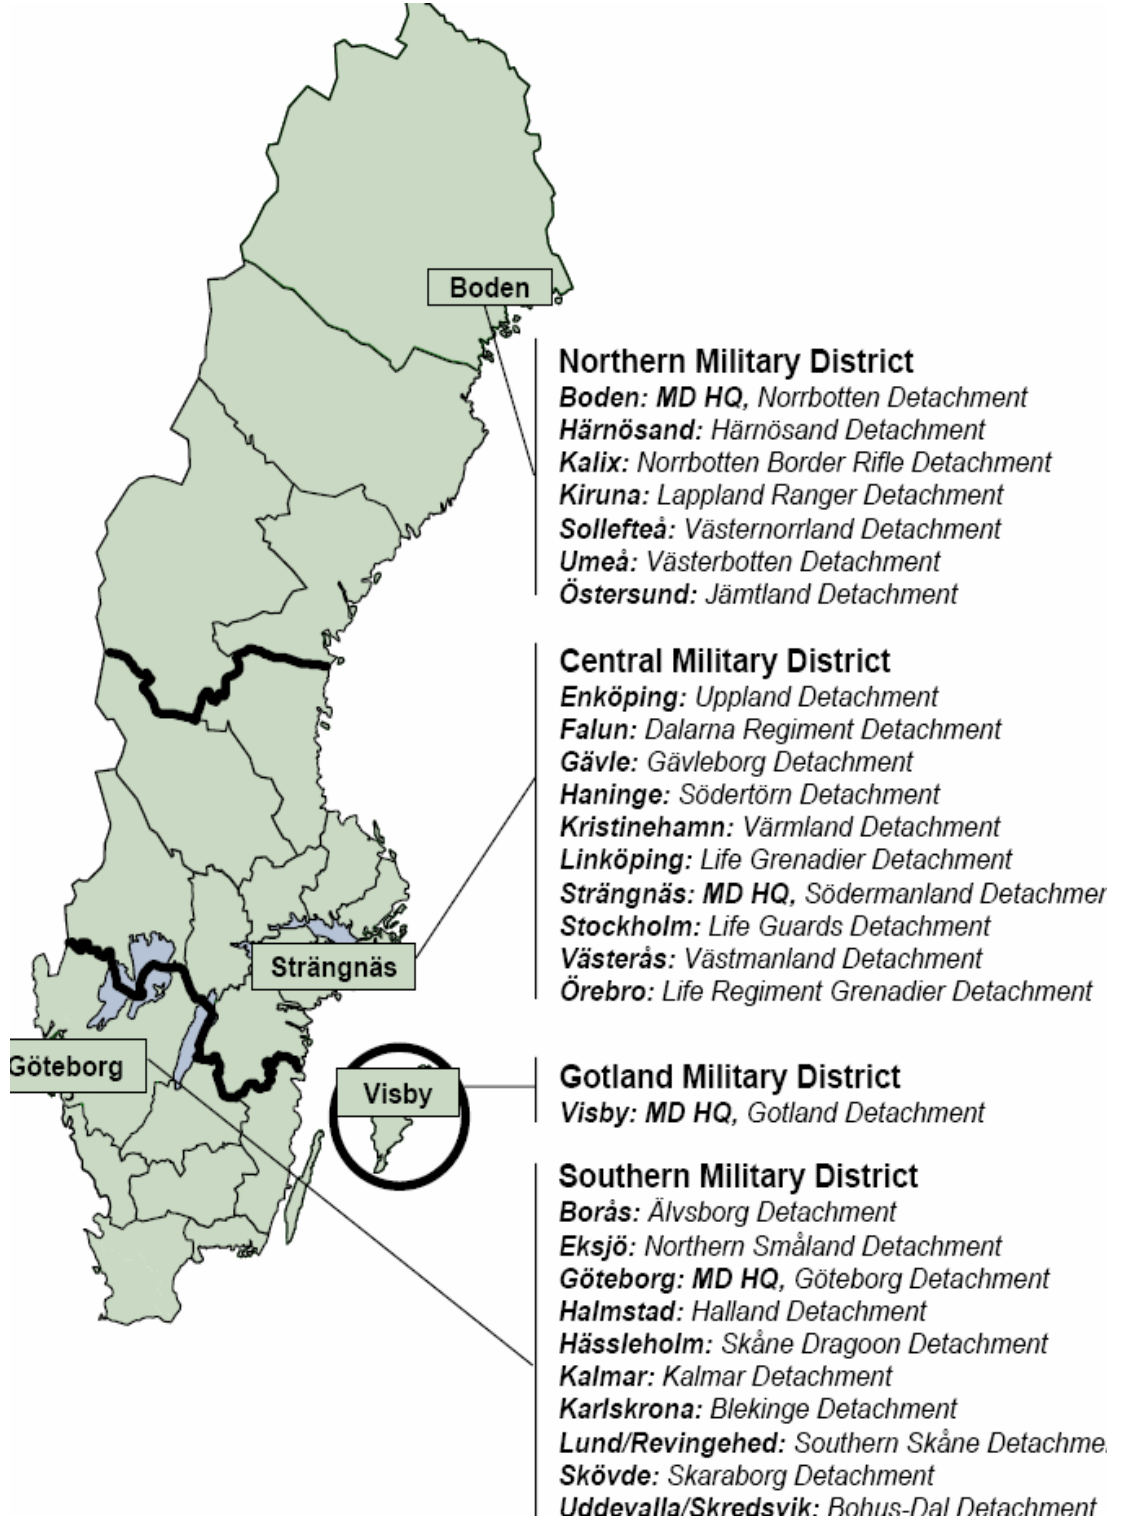 Boden
Northern Military District
Boden: MD HQ, Norrbotten Detachment
Härnösand: Härnösand Detachment
Kalix: Norrbotten Border Rifle Detachment
Kiruna: Lappland Ranger Detachment
Sollefteå: Västernorrland Detachment
Umeå: Västerbotten Detachment
Östersund: Jämtland Detachment
Central Military District
Enköping: Uppland Detachment
Falun: Dalarna Regiment Detachment
Gävle: Gävleborg Detachment
Haninge: Södertörn Detachment
Kristinehamn: Värmland Detachment
Linköping: Life Grenadier Detachment
Strängnäs: MD HQ, Södermanland Detachmen
Stockholm: Life Guards Detachment
Västerås: Västmanland Detachment
Örebro: Life Regiment Grenadier Detachment
Strängnäs
Göteborg
Visby
Gotland Military District
Visby: MD HQ, Gotland Detachment
Southern Military District
Borås: Älvsborg Detachment
Eksjö: Northern Småland Detachment
Göteborg: MD HQ, Göteborg Detachment
Halmstad: Halland Detachment
Hässleholm: Skåne Dragoon Detachment
Kalmar: Kalmar Detachment
Karlskrona: Blekinge Detachment
Lund/Revingehed: Southern Skåne Detachme
Skövde: Skaraborg Detachment
Uddevalla/Skredsvik: Bohus-Dal Detachment